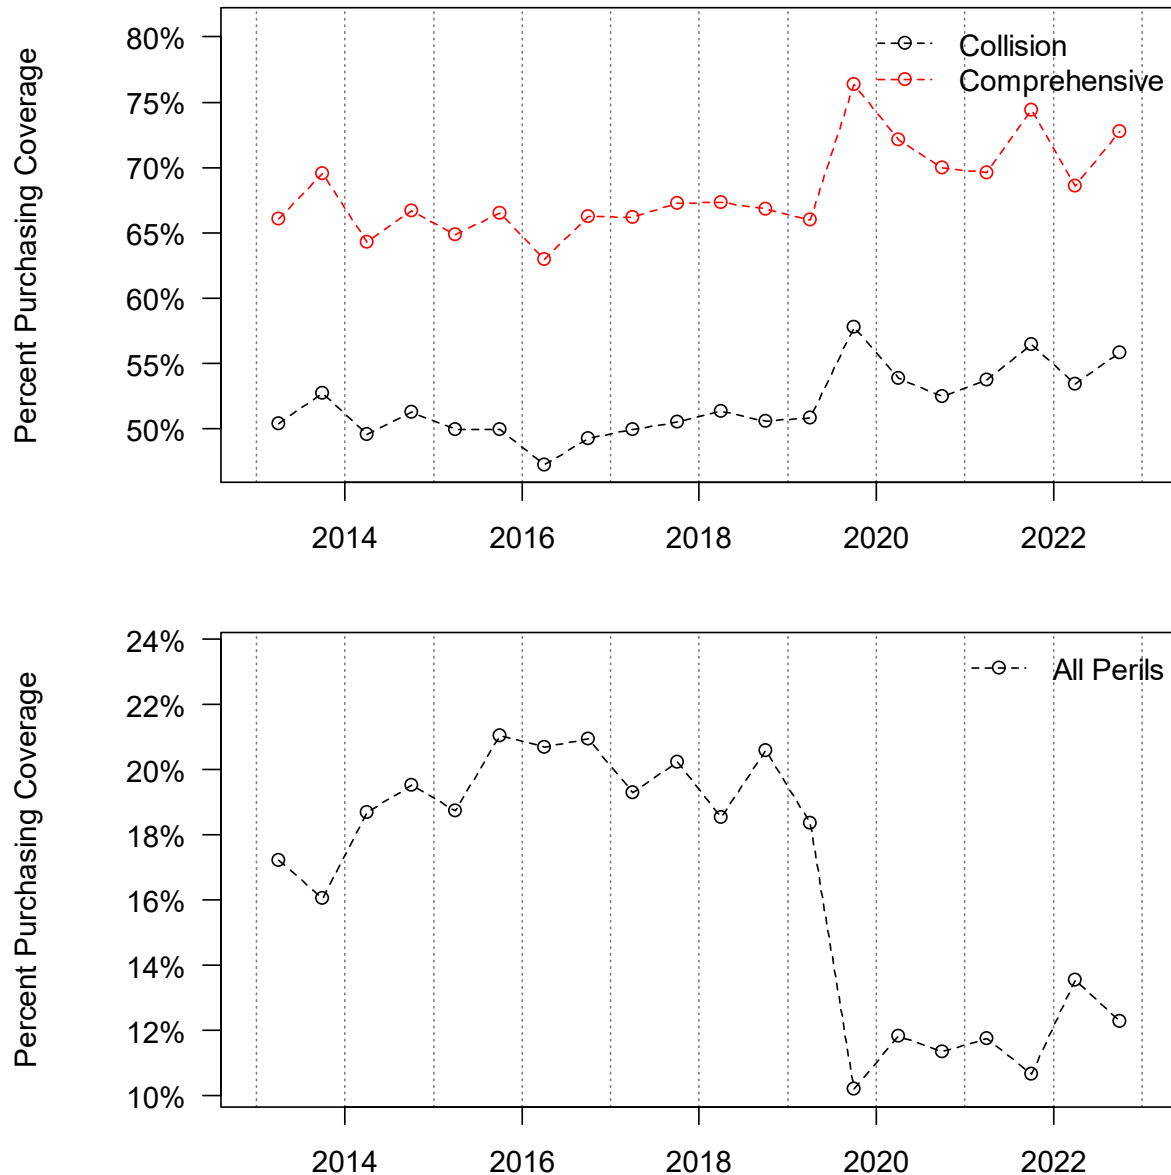 Percent Purchasing Coverage
80%
75%
70%
65%
60%
55%
50%
Collision
Comprehensive
2014 2016 2018 2020 2022
Percent Purchasing Coverage
24%
22%
20%
18%
16%
14%
12%
10%
All Perils
2014 2016 2018 2020 2022